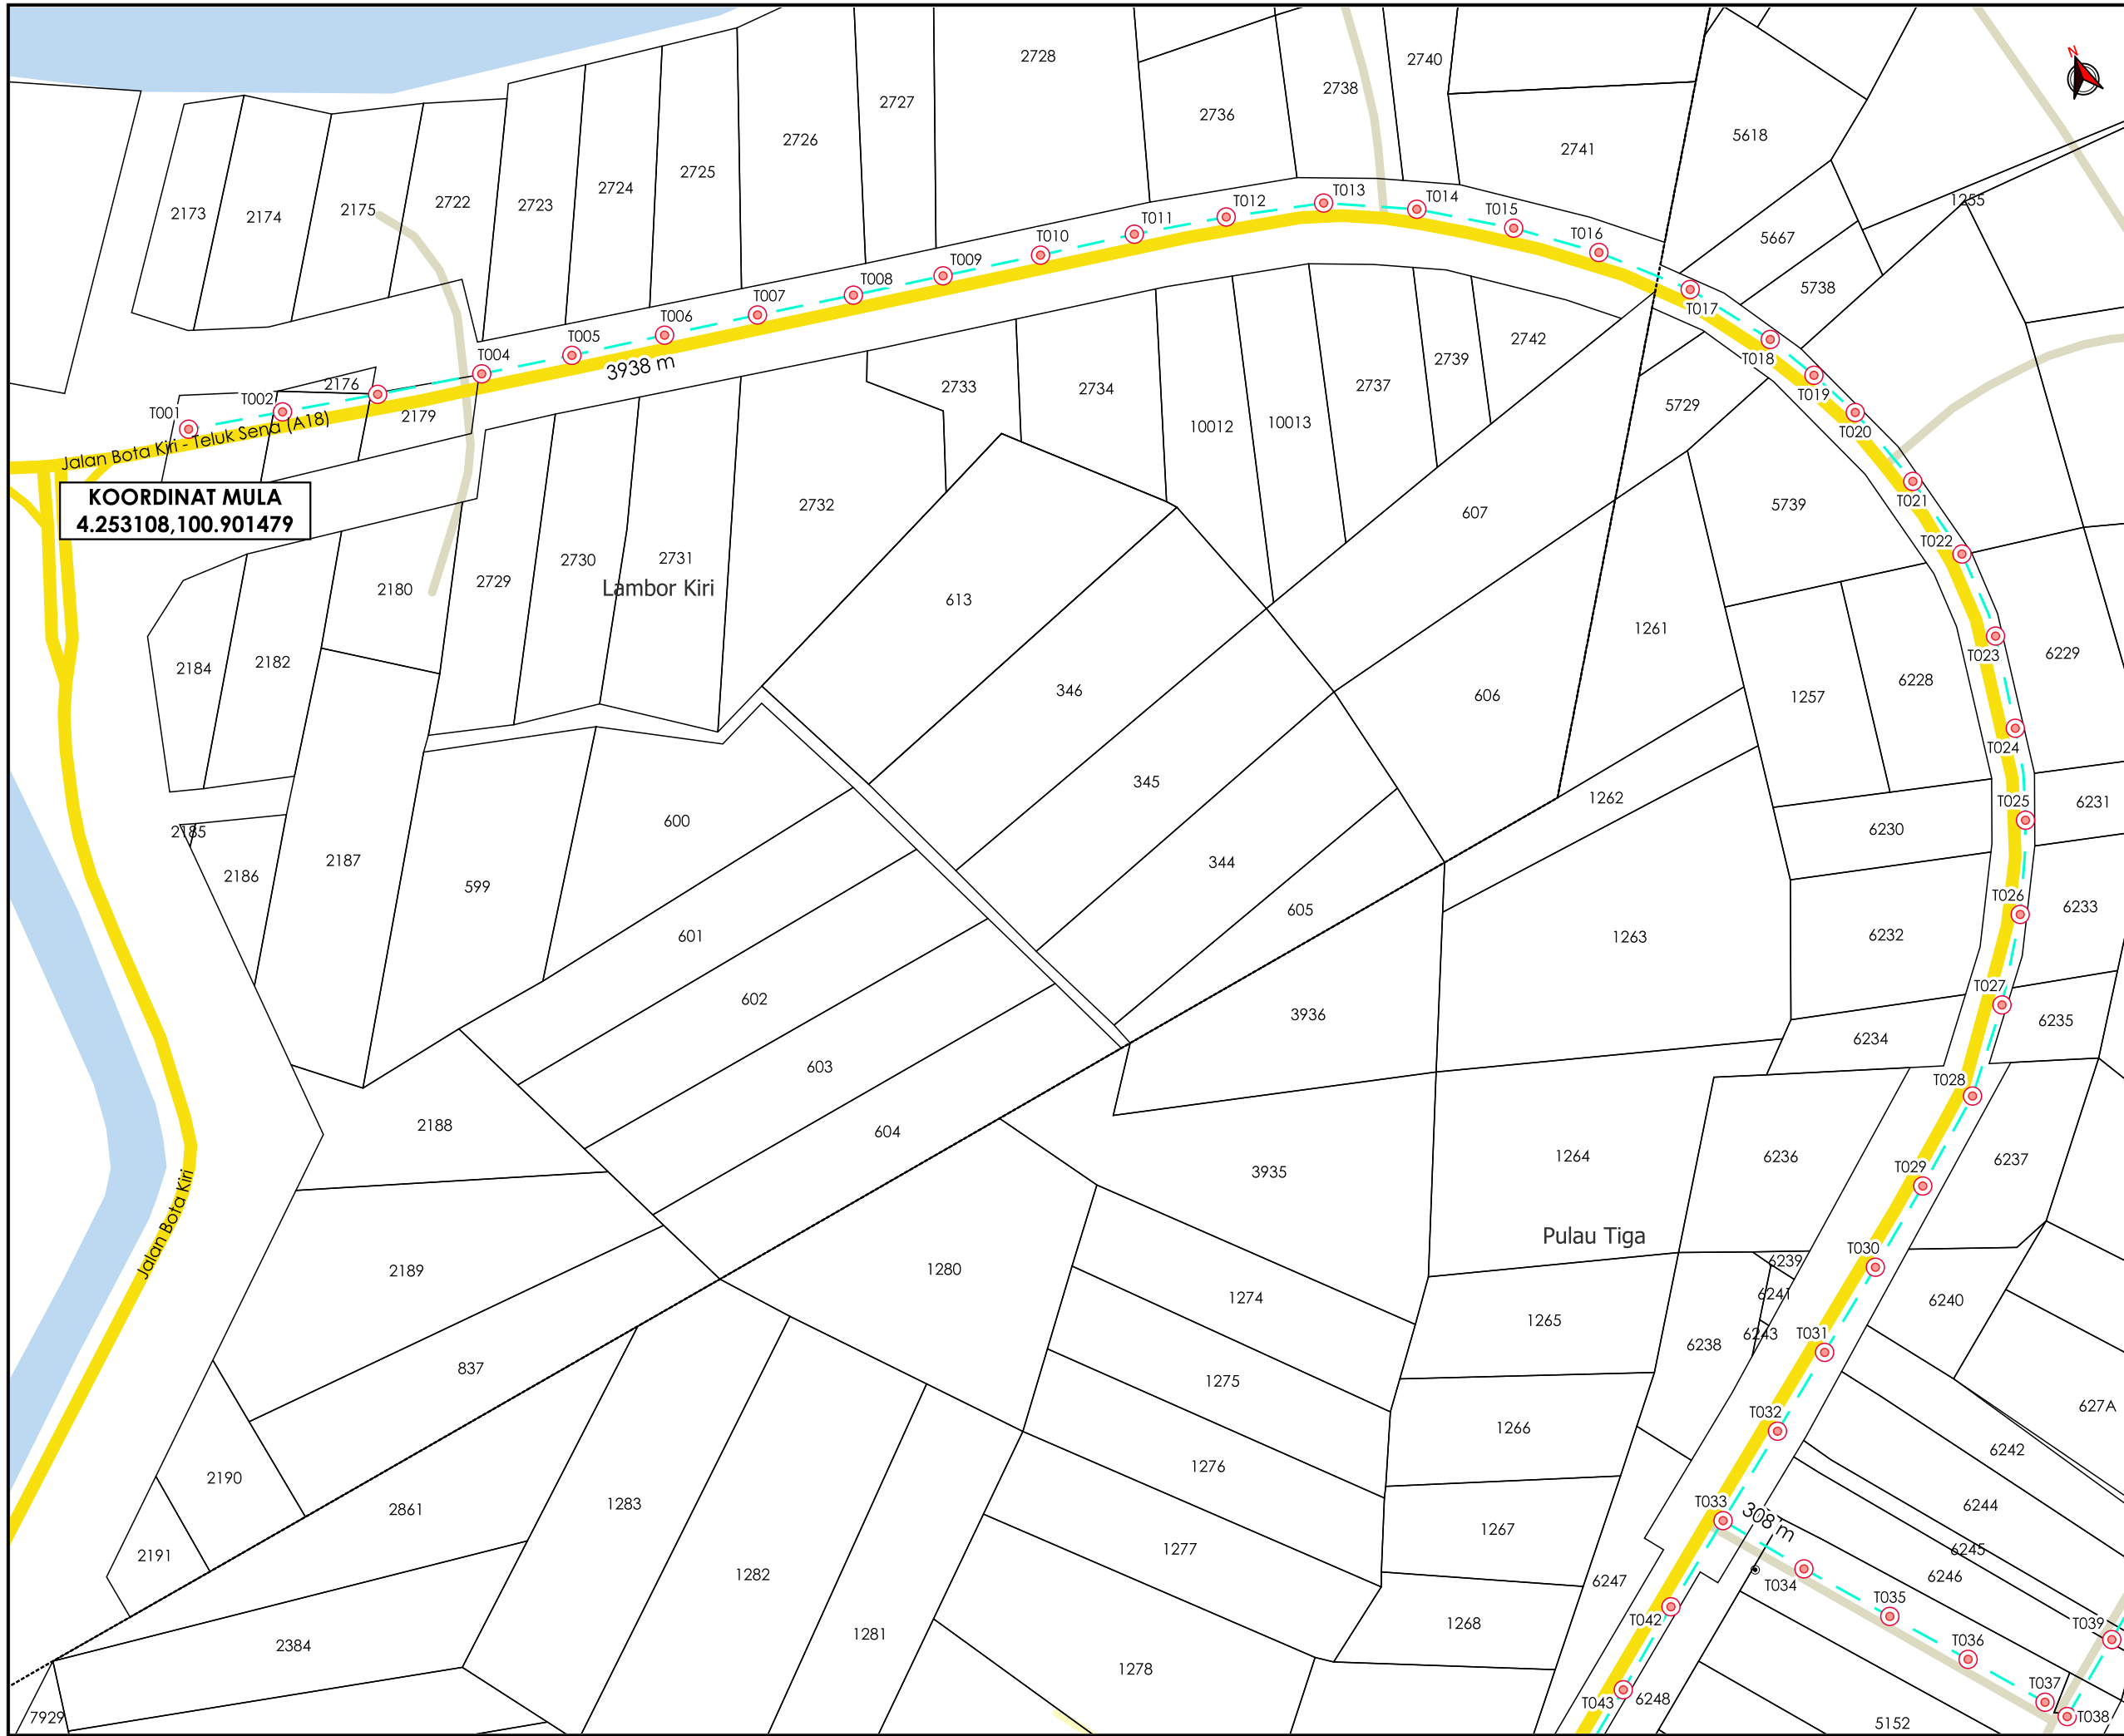 N
2728
2740
2738
2727
2736
2726
2741
5618
2725
2724
2722
2723
2175
2174
2173
1255
T013
T014
T012
T015
T011
T016
T010
5667
T009
5738
T008
T007
T017
T006
T005
T018
3938 m
T004
2742
2739
2737
2734
2733
2176
T019
T002
T001
2179
5729
T020
10012
10013
Jalan Bota Kiri - Teluk Sena (A18)
KOORDINAT MULA
4.253108,100.901479
2732
607
5739
T021
T022
2731
2730
2729
2180
Lambor Kiri
613
1261
T023
6229
2184
2182
346
606
1257
6228
T024
345
1262
T025
6231
2185
600
6230
2187
2186
599
344
T026
605
6233
601
1263
6232
602
T027
3936
6235
6234
603
T028
2188
604
3935
1264
6236
6237
T029
Jalan Bota Kiri
Pulau Tiga
T030
6239
2189
1280
1274
6241
6240
1265
6243
T031
6238
837
1275
627A
T032
1266
6242
1276
2190
2861
1283
T033
308 m
6244
1267
1277
6245
2191
1282
6247
T034
6246
T035
T042
1268
T039
1281
2384
T036
1278
T037
T043
6248
7929
5152
T038